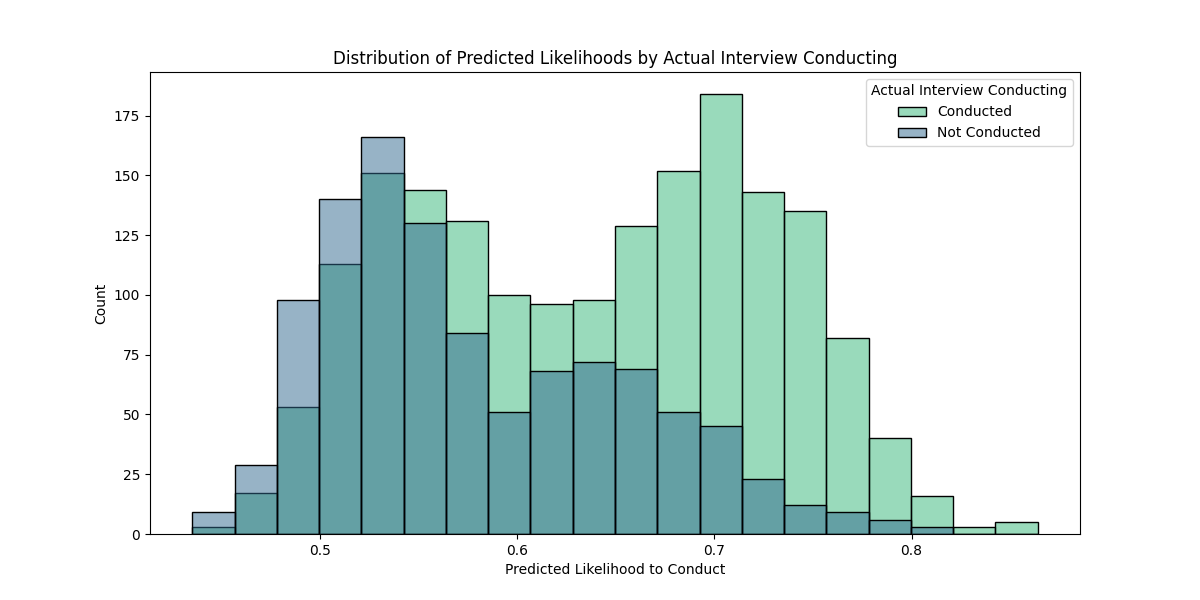 Distribution of Predicted Likelihoods by Actual Interview Conducting
Actual Interview Conducting
Conducted
Not Conducted
Count
175
150
125
100
75
50
25
0
0.5 0.6 0.7 0.8
Predicted Likelihood to Conduct